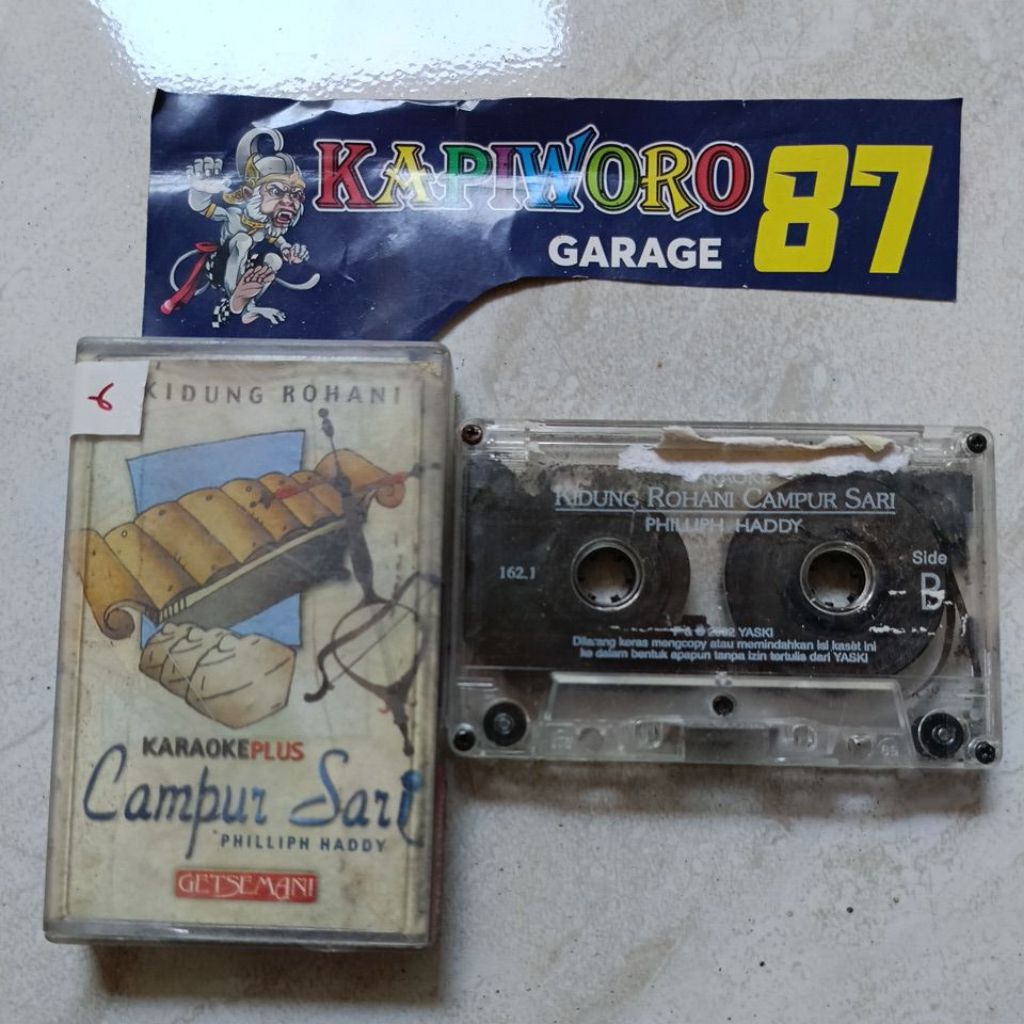 KAPIWORO 87
GARAGE
KIDUNG ROHANI
6
KARAOKEPLUS
Campur Sari
PHILLIPH HADDY
GETSEMANI
KIDUNG ROHANI CAMPUR SARI
PHILLIPH HADDY
162.1
Side
B
P & © 2002 YASKI
Dilarang keras mengcopy atau memindahkan isi kaset ini
ke dalam bentuk apapun tanpa izin tertulis dari YASKI